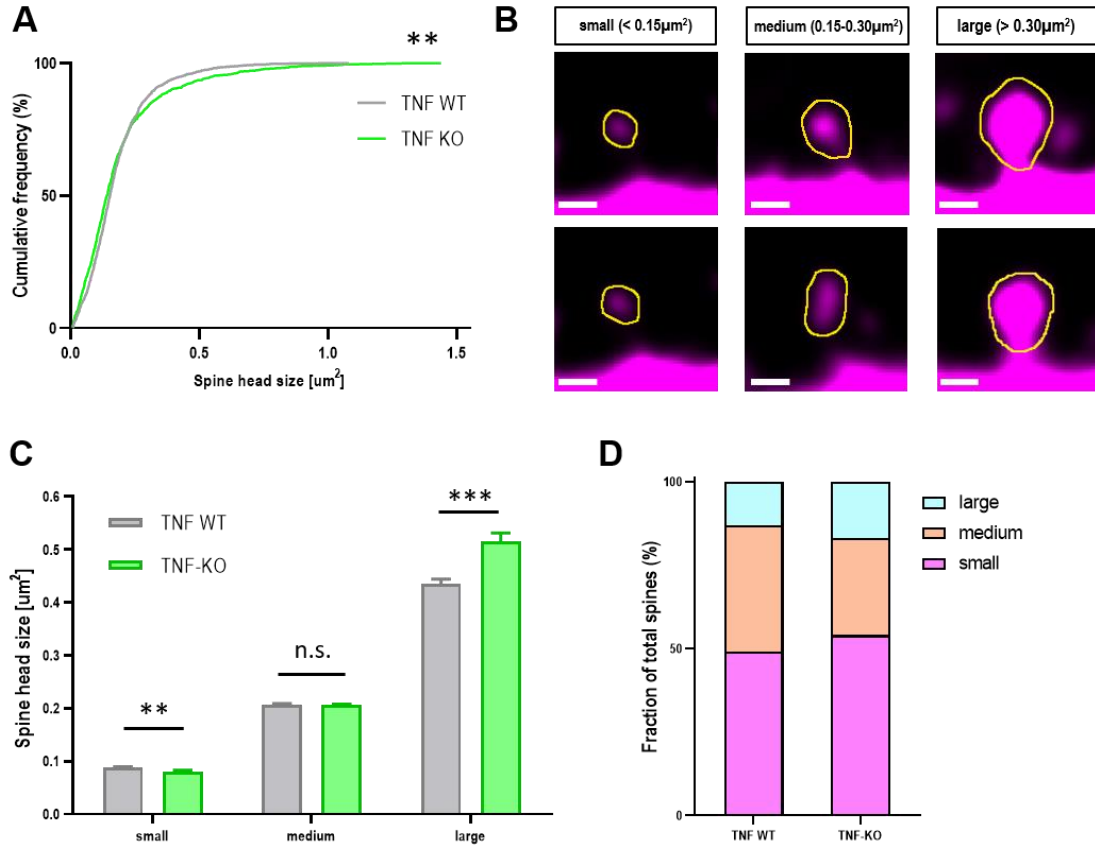 A
**
100
50
0
Cumulative frequency (%)
TNF WT
TNF KO
0.0
0.5
1.0
1.5
Spine head size [um²]
B
small (< 0.15µm²)
medium (0.15-0.30µm²)
large (> 0.30µm²)
C
0.6
0.5
0.4
0.3
0.2
0.1
0.0
Spine head size [um²]
TNF WT
TNF-KO
**
n.s.
***
small
medium
large
D
100
50
0
Fraction of total spines (%)
large
medium
small
TNF WT
TNF-KO